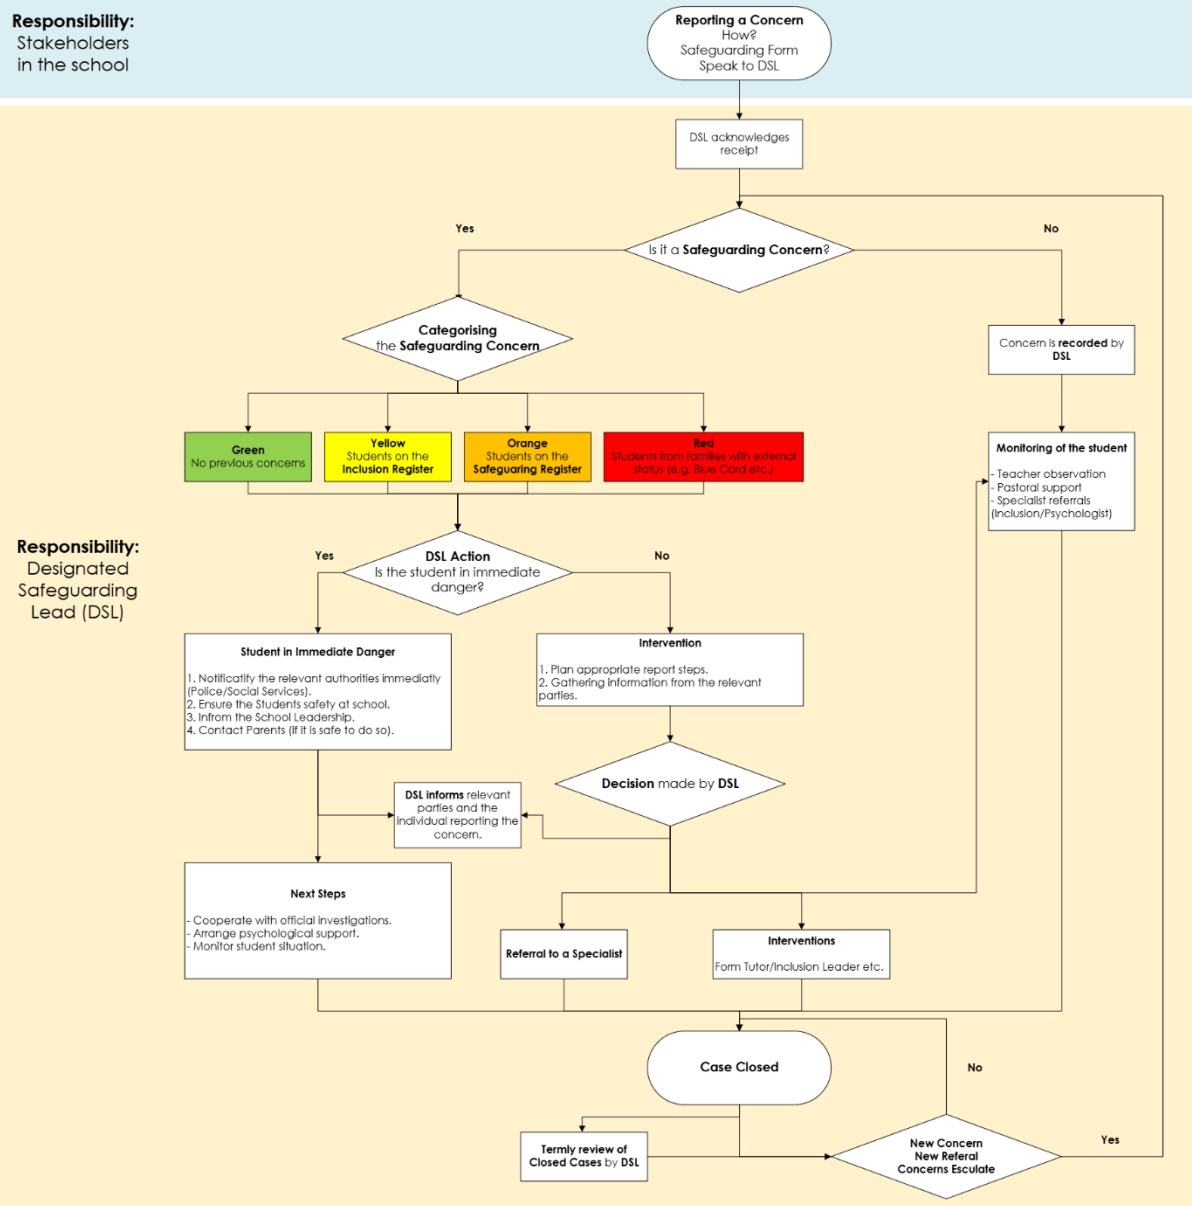 Responsibility:
Stakeholders
in the school
Reporting a Concern
How?
Safeguarding Form
Speak to DSL
DSL acknowledges
receipt
Yes
No
Is it a Safeguarding Concern?
Categorising
the Safeguarding Concern
Concern is recorded by
DSL
Green
No previous concerns
Yellow
Students on the
Inclusion Register
Orange
Students on the
Safeguaring Register
Red
Students from families with external
status (e.g. Blue Card etc.)
Monitoring of the student
- Teacher observation
- Pastoral support
- Specialist referrals
(Inclusion/Psychologist)
Responsibility:
Designated
Safeguarding
Lead (DSL)
Yes
No
DSL Action
Is the student in immediate
danger?
Student in Immediate Danger
1. Notificatify the relevant authorities immediatly
(Police/Social Services).
2. Ensure the Students safety at school.
3. Infrom the School Leadership.
4. Contact Parents (if it is safe to do so).
Intervention
1. Plan appropriate report steps.
2. Gathering information from the relevant
parties.
Decision made by DSL
DSL informs relevant
parties and the
individual reporting the
concern.
Next Steps
- Cooperate with official investigations.
- Arrange psychological support.
- Monitor student situation.
Referral to a Specialist
Interventions
Form Tutor/Inclusion Leader etc.
Case Closed
No
Termly review of
Closed Cases by DSL
New Concern
New Referal
Concerns Esculate
Yes